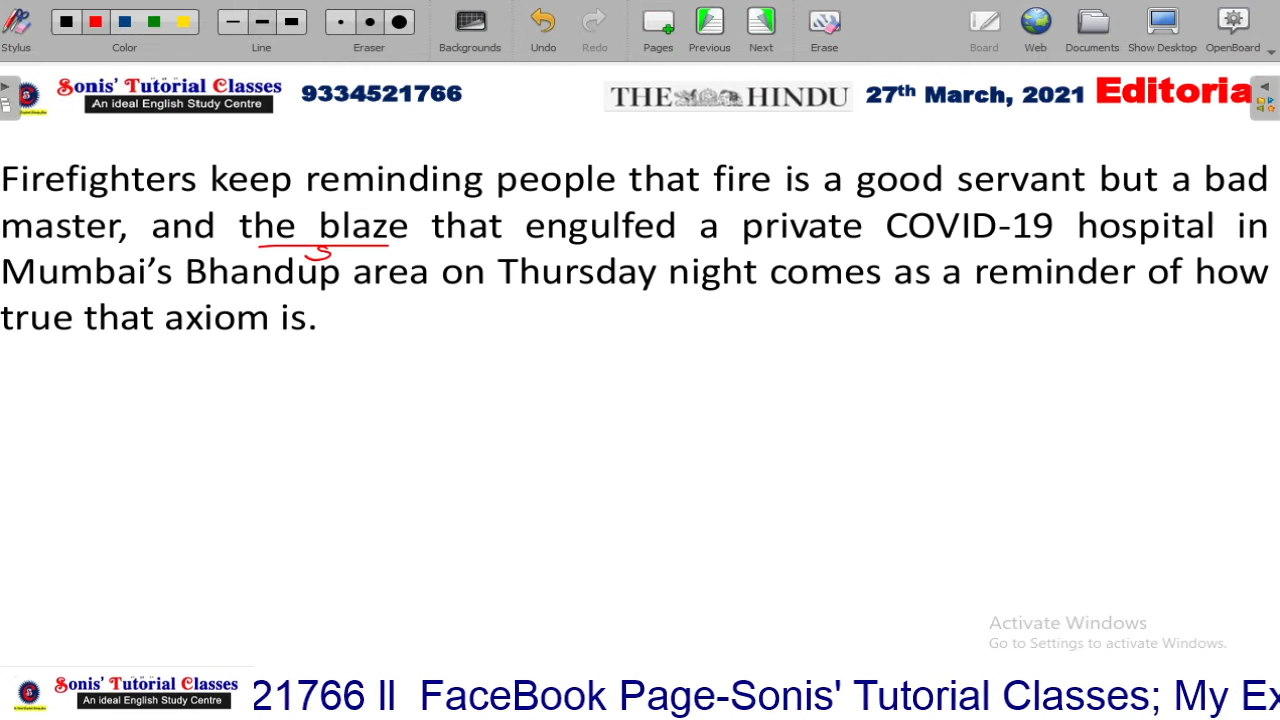 Stylus Color Line Eraser Backgrounds Undo Redo Pages Previous Next Erase Board Web Documents Show Desktop OpenBoard
Sonis' Tutorial Classes
An ideal English Study Centre
9334521766
THE HINDU
27th March, 2021 Editoria
Firefighters keep reminding people that fire is a good servant but a bad
master, and the blaze that engulfed a private COVID-19 hospital in
S
Mumbai's Bhandup area on Thursday night comes as a reminder of how
true that axiom is.
Activate Windows
Go to Settings to activate Windows.
Sonis' Tutorial Classes
An ideal English Study Centre
21766 ll FaceBook Page-Sonis' Tutorial Classes; My Ex